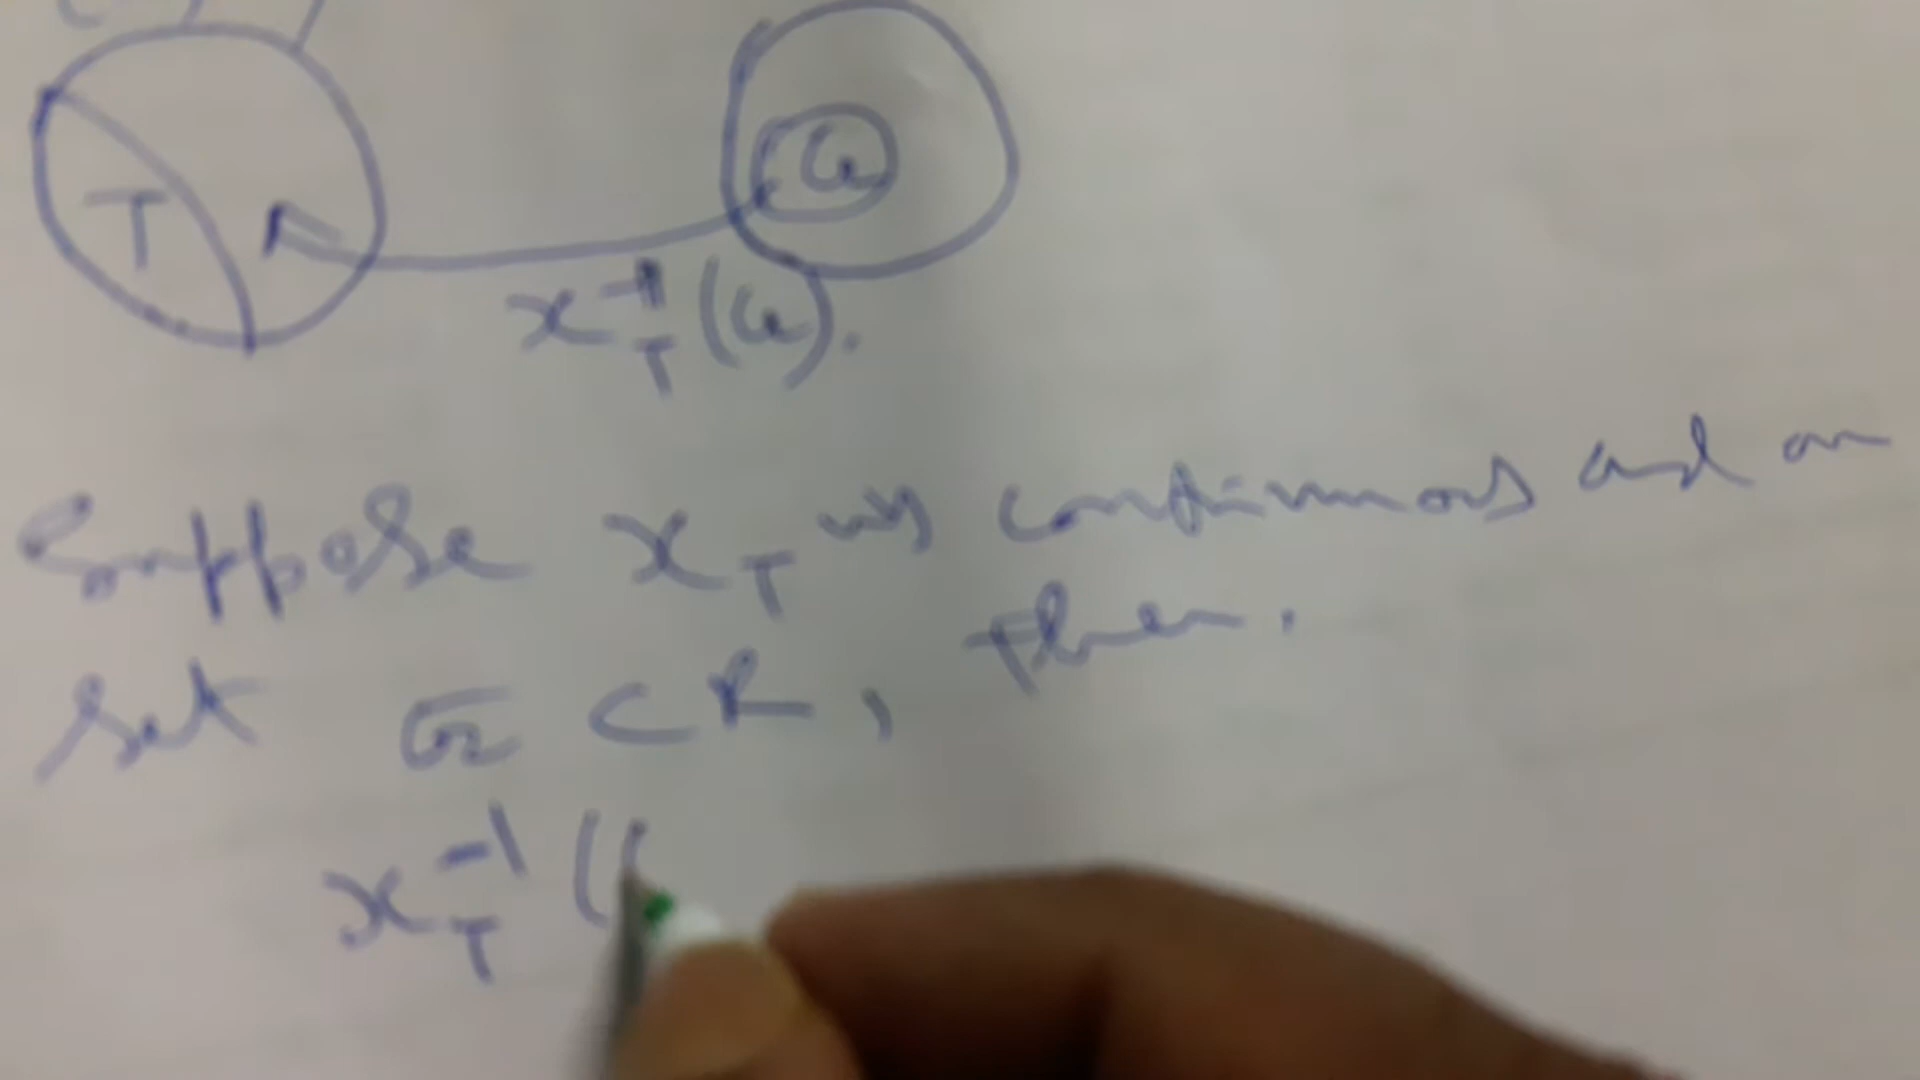 T
G
x_T^{-1}(G).
Suppose x_T is continuous and an
set G ⊂ R, then.
x_T^{-1}((